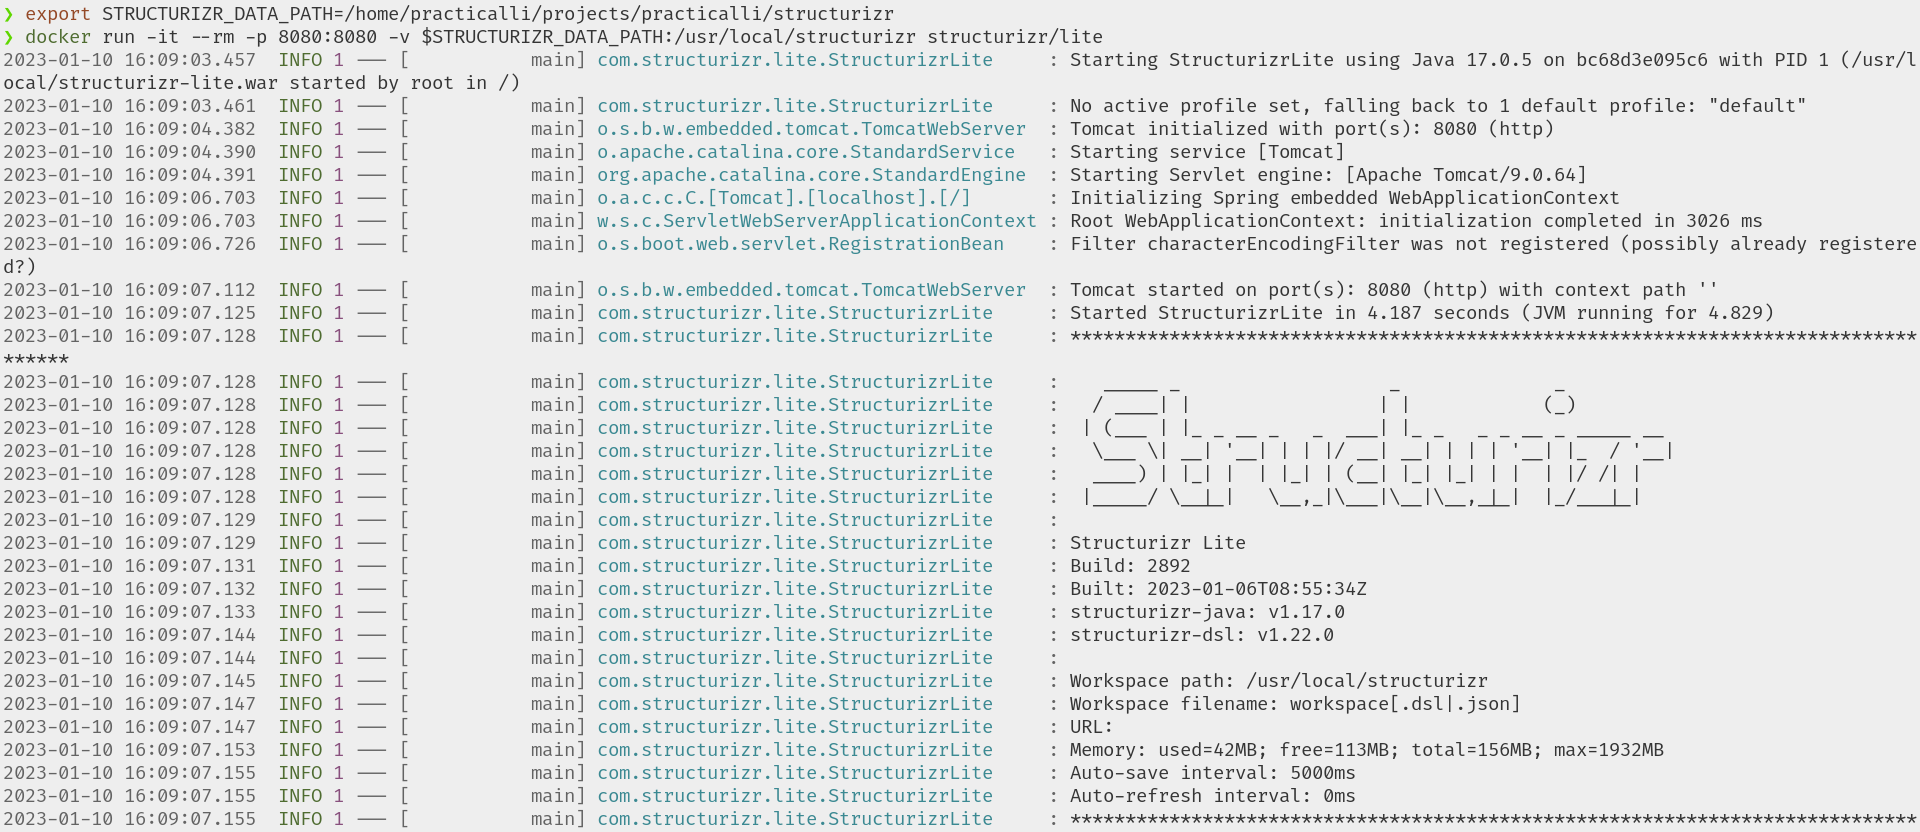 ❯ export STRUCTURIZR_DATA_PATH=/home/practicalli/projects/practicalli/structurizr
❯ docker run -it --rm -p 8080:8080 -v $STRUCTURIZR_DATA_PATH:/usr/local/structurizr structurizr/lite
2023-01-10 16:09:03.457  INFO 1 --- [           main] com.structurizr.lite.StructurizrLite     : Starting StructurizrLite using Java 17.0.5 on bc68d3e095c6 with PID 1 (/usr/l
ocal/structurizr-lite.war started by root in /)
2023-01-10 16:09:03.461  INFO 1 --- [           main] com.structurizr.lite.StructurizrLite     : No active profile set, falling back to 1 default profile: "default"
2023-01-10 16:09:04.382  INFO 1 --- [           main] o.s.b.w.embedded.tomcat.TomcatWebServer  : Tomcat initialized with port(s): 8080 (http)
2023-01-10 16:09:04.390  INFO 1 --- [           main] o.apache.catalina.core.StandardService   : Starting service [Tomcat]
2023-01-10 16:09:04.391  INFO 1 --- [           main] org.apache.catalina.core.StandardEngine  : Starting Servlet engine: [Apache Tomcat/9.0.64]
2023-01-10 16:09:06.703  INFO 1 --- [           main] o.a.c.c.C.[Tomcat].[localhost].[/]       : Initializing Spring embedded WebApplicationContext
2023-01-10 16:09:06.703  INFO 1 --- [           main] w.s.c.ServletWebServerApplicationContext : Root WebApplicationContext: initialization completed in 3026 ms
2023-01-10 16:09:06.726  INFO 1 --- [           main] o.s.boot.web.servlet.RegistrationBean    : Filter characterEncodingFilter was not registered (possibly already registere
d?)
2023-01-10 16:09:07.112  INFO 1 --- [           main] o.s.b.w.embedded.tomcat.TomcatWebServer  : Tomcat started on port(s): 8080 (http) with context path ''
2023-01-10 16:09:07.125  INFO 1 --- [           main] com.structurizr.lite.StructurizrLite     : Started StructurizrLite in 4.187 seconds (JVM running for 4.829)
2023-01-10 16:09:07.128  INFO 1 --- [           main] com.structurizr.lite.StructurizrLite     : *****************************************************************************
******
2023-01-10 16:09:07.128  INFO 1 --- [           main] com.structurizr.lite.StructurizrLite     :    _____ _                   _              _
2023-01-10 16:09:07.128  INFO 1 --- [           main] com.structurizr.lite.StructurizrLite     :   / ____| |                 | |            (_)
2023-01-10 16:09:07.128  INFO 1 --- [           main] com.structurizr.lite.StructurizrLite     :  | (___ | |_ _ __ _   _  ___| |_ _   _ _ __ _ _____ __
2023-01-10 16:09:07.128  INFO 1 --- [           main] com.structurizr.lite.StructurizrLite     :   \___ \| __| '__| | | |/ __| __| | | | '__| |_  / '__|
2023-01-10 16:09:07.128  INFO 1 --- [           main] com.structurizr.lite.StructurizrLite     :   ____) | |_| |  | |_| | (__| |_| |_| | |  | |/ /| |
2023-01-10 16:09:07.128  INFO 1 --- [           main] com.structurizr.lite.StructurizrLite     :  |_____/ \__|_|   \__,_|\___|\__|\__,_|_|  |_/___|_|
2023-01-10 16:09:07.129  INFO 1 --- [           main] com.structurizr.lite.StructurizrLite     :
2023-01-10 16:09:07.129  INFO 1 --- [           main] com.structurizr.lite.StructurizrLite     : Structurizr Lite
2023-01-10 16:09:07.131  INFO 1 --- [           main] com.structurizr.lite.StructurizrLite     : Build: 2892
2023-01-10 16:09:07.132  INFO 1 --- [           main] com.structurizr.lite.StructurizrLite     : Built: 2023-01-06T08:55:34Z
2023-01-10 16:09:07.133  INFO 1 --- [           main] com.structurizr.lite.StructurizrLite     : structurizr-java: v1.17.0
2023-01-10 16:09:07.144  INFO 1 --- [           main] com.structurizr.lite.StructurizrLite     : structurizr-dsl: v1.22.0
2023-01-10 16:09:07.144  INFO 1 --- [           main] com.structurizr.lite.StructurizrLite     :
2023-01-10 16:09:07.145  INFO 1 --- [           main] com.structurizr.lite.StructurizrLite     : Workspace path: /usr/local/structurizr
2023-01-10 16:09:07.147  INFO 1 --- [           main] com.structurizr.lite.StructurizrLite     : Workspace filename: workspace[.dsl|.json]
2023-01-10 16:09:07.147  INFO 1 --- [           main] com.structurizr.lite.StructurizrLite     : URL:
2023-01-10 16:09:07.153  INFO 1 --- [           main] com.structurizr.lite.StructurizrLite     : Memory: used=42MB; free=113MB; total=156MB; max=1932MB
2023-01-10 16:09:07.155  INFO 1 --- [           main] com.structurizr.lite.StructurizrLite     : Auto-save interval: 5000ms
2023-01-10 16:09:07.155  INFO 1 --- [           main] com.structurizr.lite.StructurizrLite     : Auto-refresh interval: 0ms
2023-01-10 16:09:07.155  INFO 1 --- [           main] com.structurizr.lite.StructurizrLite     : *****************************************************************************